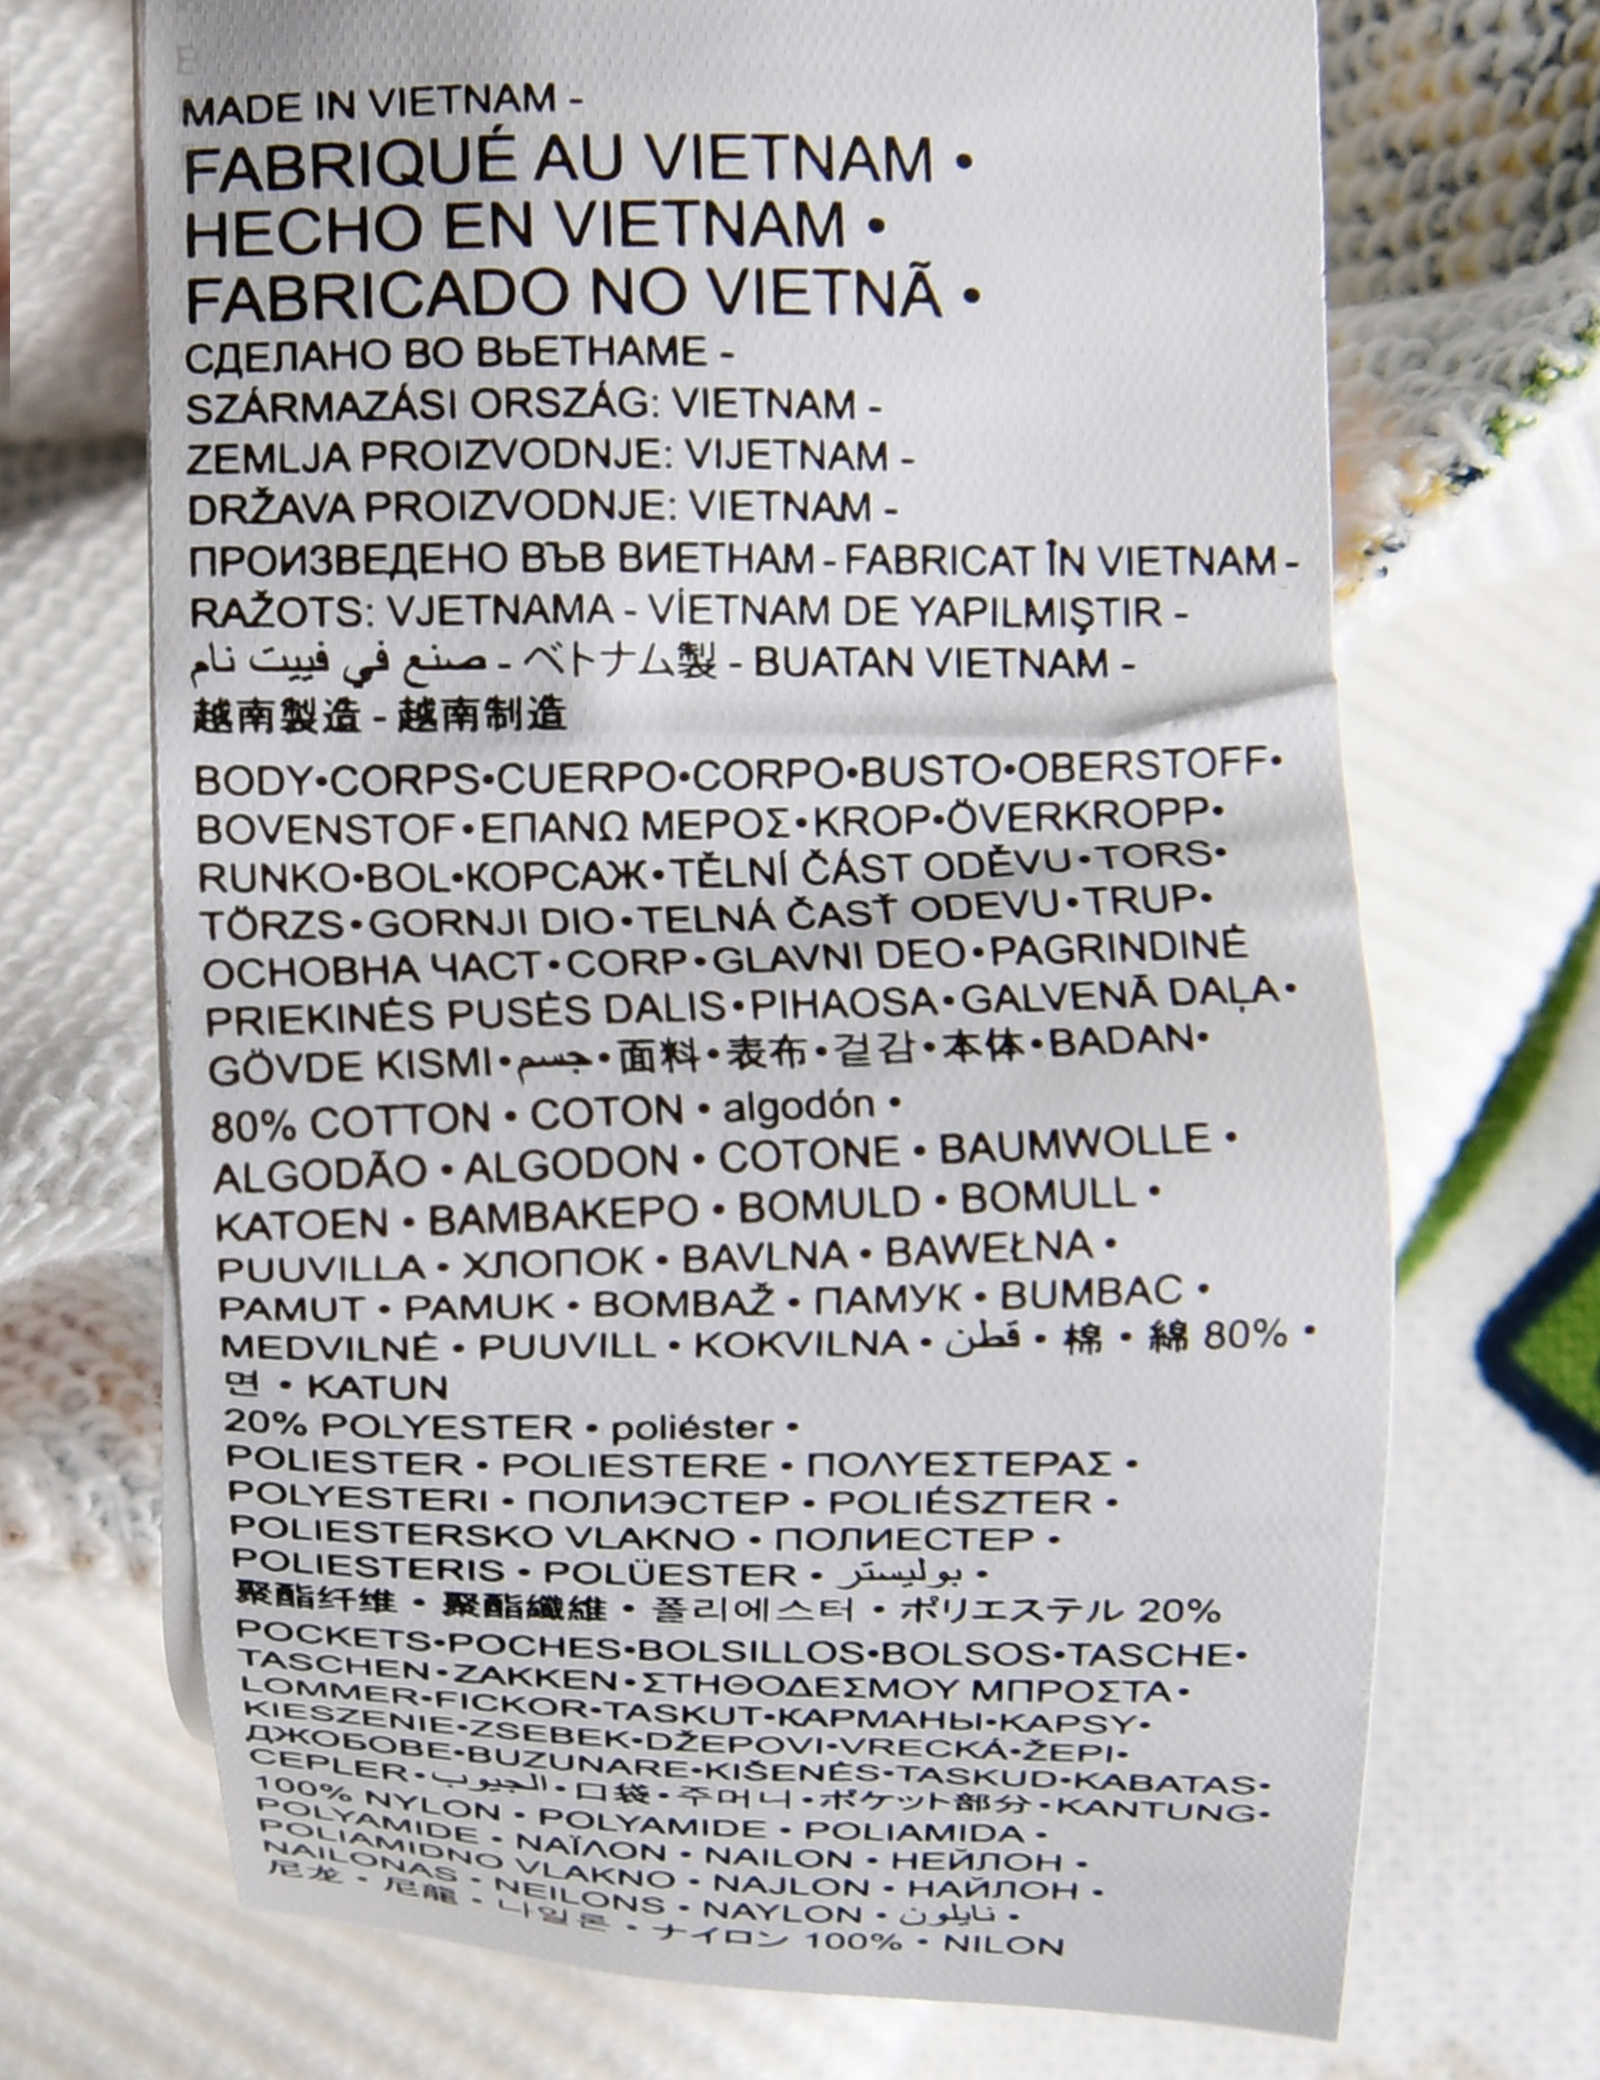 MADE IN VIETNAM -
FABRIQUÉ AU VIETNAM •
HECHO EN VIETNAM •
FABRICADO NO VIETNÃ •
СДЕЛАНО ВО ВЬЕТНАМЕ -
SZÁRMAZÁSI ORSZÁG: VIETNAM -
ZEMLJA PROIZVODNJE: VIJETNAM -
DRŽAVA PROIZVODNJE: VIETNAM -
ПРОИЗВЕДЕНО ВЪВ ВИЕТНАМ - FABRICAT ÎN VIETNAM -
RAŽOTS: VJETNAMA - VİETNAM DE YAPILMIŞTIR -
صنع في فييت نام - ベトナム製 - BUATAN VIETNAM -
越南製造 - 越南制造
BODY•CORPS•CUERPO•CORPO•BUSTO•OBERSTOFF•
BOVENSTOF•ΕΠΑΝΩ ΜΕΡΟΣ•KROP•ÖVERKROPP•
RUNKO•BOL•КОРСАЖ•TĚLNÍ ČÁST ODĚVU•TORS•
TÖRZS•GORNJI DIO•TELNÁ ČASŤ ODEVU•TRUP•
ОСНОВНА ЧАСТ•CORP•GLAVNI DEO•PAGRINDINĖ
PRIEKINĖS PUSĖS DALIS•PIHAOSA•GALVENĀ DAĻA•
GÖVDE KISMI•جسم•面料•表布•겉감•本体•BADAN•
80% COTTON • COTON • algodón •
ALGODÃO • ALGODON • COTONE • BAUMWOLLE •
KATOEN • ΒΑΜΒΑΚΕΡΟ • BOMULD • BOMULL •
PUUVILLA • ХЛОПОК • BAVLNA • BAWEŁNA •
PAMUT • PAMUK • BOMBAŽ • ПАМУК • BUMBAC •
MEDVILNĖ • PUUVILL • KOKVILNA • قطن • 棉 • 綿 80% •
면 • KATUN
20% POLYESTER • poliéster •
POLIESTER • POLIESTERE • ΠΟΛΥΕΣΤΕΡΑΣ •
POLYESTERI • ПОЛИЭСТЕР • POLIÉSZTER •
POLIESTERSKO VLAKNO • ПОЛИЕСТЕР •
POLIESTERIS • POLÜESTER • بوليستر •
聚酯纤维 • 聚酯纖維 • 폴리에스터 • ポリエステル 20%
POCKETS•POCHES•BOLSILLOS•BOLSOS•TASCHE•
TASCHEN•ZAKKEN•ΣΤΗΘΟΔΕΣΜΟΥ ΜΠΡΟΣΤΑ•
LOMMER•FICKOR•TASKUT•КАРМАНЫ•KAPSY•
KIESZENIE•ZSEBEK•DŽEPOVI•VRECKÁ•ŽEPI•
ДЖОБОВЕ•BUZUNARE•KIŠENĖS•TASKUD•KABATAS•
CEPLER•الجيوب•口袋•주머니•ポケット部分•KANTUNG•
100% NYLON • POLYAMIDE • POLIAMIDA •
POLYAMIDE • ΝΑΪΛΟΝ • NAILON • НЕЙЛОН •
POLIAMIDNO VLAKNO • NAJLON • НАЙЛОН •
NAILONAS • NEILONS • NAYLON • نايلون •
尼龙 • 尼龍 • 나일론 • ナイロン 100% • NILON